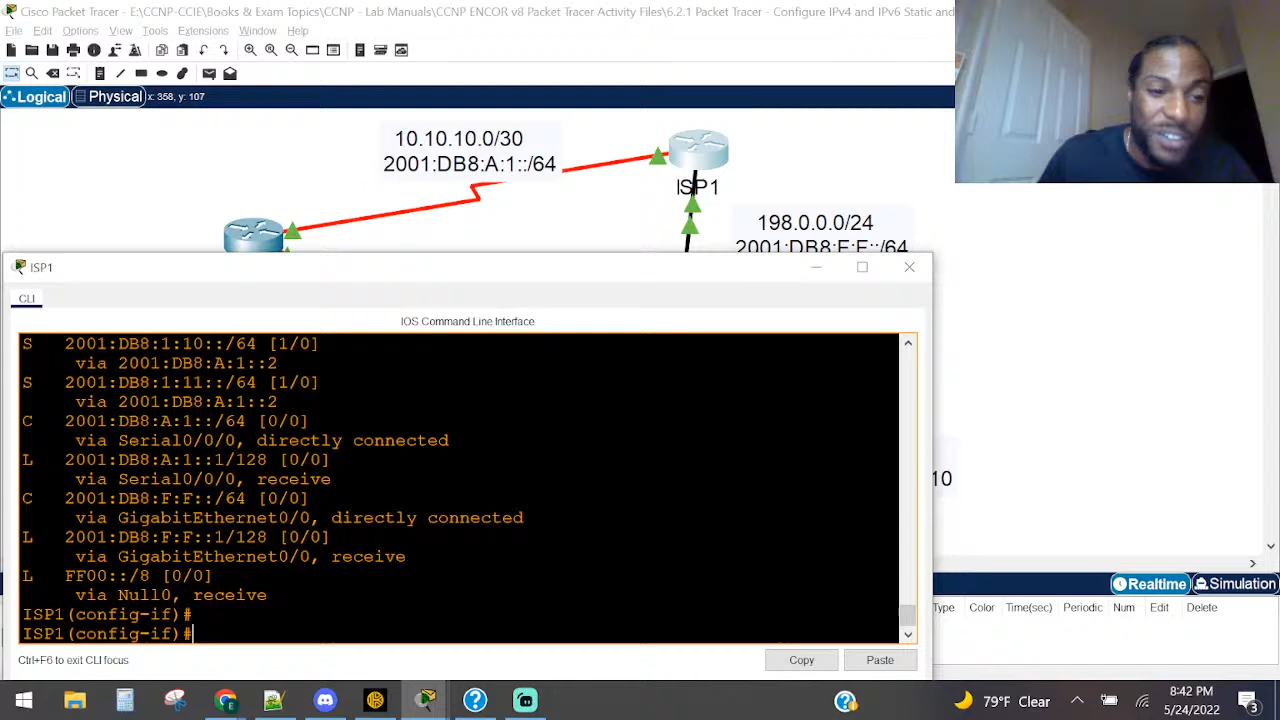 Cisco Packet Tracer - E:\CCNP-CCIE\Books & Exam Topics\CCNP - Lab Manuals\CCNP ENCOR v8 Packet Tracer Activity Files\6.2.1 Packet Tracer - Configure IPv4 and IPv6 Static and
File Edit Options View Tools Extensions Window Help
Logical Physical x: 358, y: 107
10.10.10.0/30
2001:DB8:A:1::/64
ISP1
198.0.0.0/24
2001:DB8:F:F::/64
ISP1
CLI
IOS Command Line Interface
S 2001:DB8:1:10::/64 [1/0]
via 2001:DB8:A:1::2
S 2001:DB8:1:11::/64 [1/0]
via 2001:DB8:A:1::2
C 2001:DB8:A:1::/64 [0/0]
via Serial0/0/0, directly connected
L 2001:DB8:A:1::1/128 [0/0]
via Serial0/0/0, receive
C 2001:DB8:F:F::/64 [0/0]
via GigabitEthernet0/0, directly connected
L 2001:DB8:F:F::1/128 [0/0]
via GigabitEthernet0/0, receive
L FF00::/8 [0/0]
via Null0, receive
ISP1(config-if)#
ISP1(config-if)#
Ctrl+F6 to exit CLI focus
Copy
Paste
10
Realtime Simulation
Type Color Time(sec) Periodic Num Edit Delete
79°F Clear
8:42 PM
5/24/2022
3